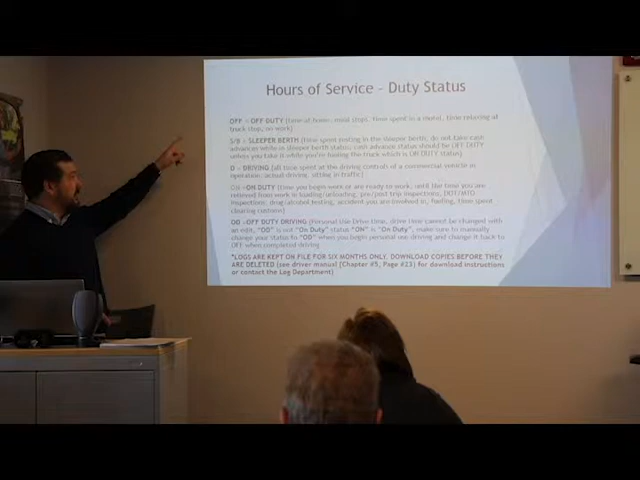 Hours of Service - Duty Status
OFF = OFF DUTY (time at home, meal stops, time spent in a motel, time relaxing at
truck stop, no work)
S/B = SLEEPER BERTH (time spent resting in the sleeper berth, do not take cash
advances while in sleeper berth status, cash advance status should be OFF DUTY
unless you take it while you're fueling the truck which is ON DUTY status)
D = DRIVING (all time spent at the driving controls of a commercial vehicle in
operation, actual driving, sitting in traffic)
ON = ON DUTY (time you begin work or are ready to work, until the time you are
relieved from work ie loading/unloading, pre/post trip inspections, DOT/MTO
inspections, drug/alcohol testing, accident you are involved in, fueling, time spent
clearing customs)
OD = OFF DUTY DRIVING (Personal Use Drive time, drive time cannot be changed with
an edit, "OD" is not "On Duty" status "ON" is "On Duty", make sure to manually
change your status to "OD" when you begin personal use driving and change it back to
OFF when completed driving
*LOGS ARE KEPT ON FILE FOR SIX MONTHS ONLY. DOWNLOAD COPIES BEFORE THEY
ARE DELETED (see driver manual (Chapter #5, Page #23) for download instructions
or contact the Log Department)